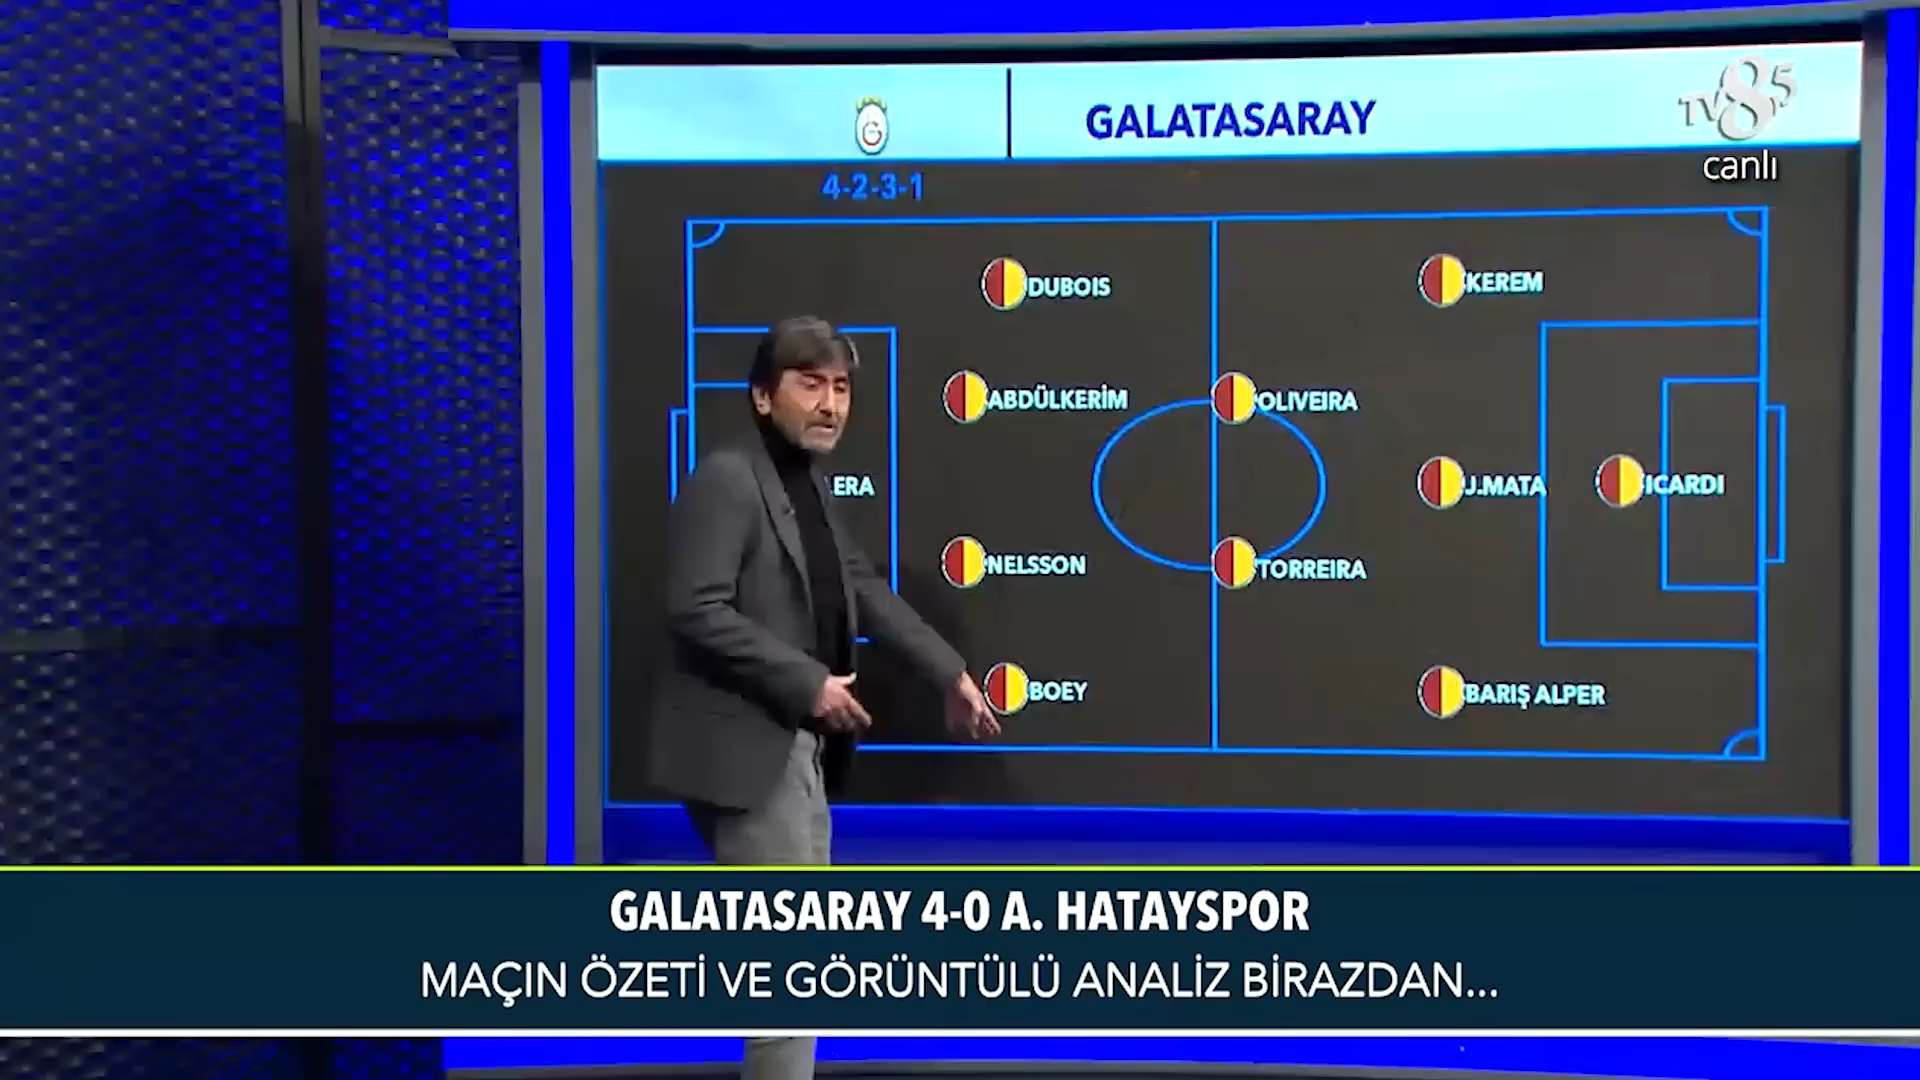 GALATASARAY
TV8,5
canlı
4-2-3-1
DUBOIS
KEREM
ABDÜLKERİM
OLIVEIRA
J.MATA
ICARDI
NELSSON
TORREIRA
BOEY
BARIŞ ALPER
GALATASARAY 4-0 A. HATAYSPOR
MAÇIN ÖZETİ VE GÖRÜNTÜLÜ ANALİZ BİRAZDAN...